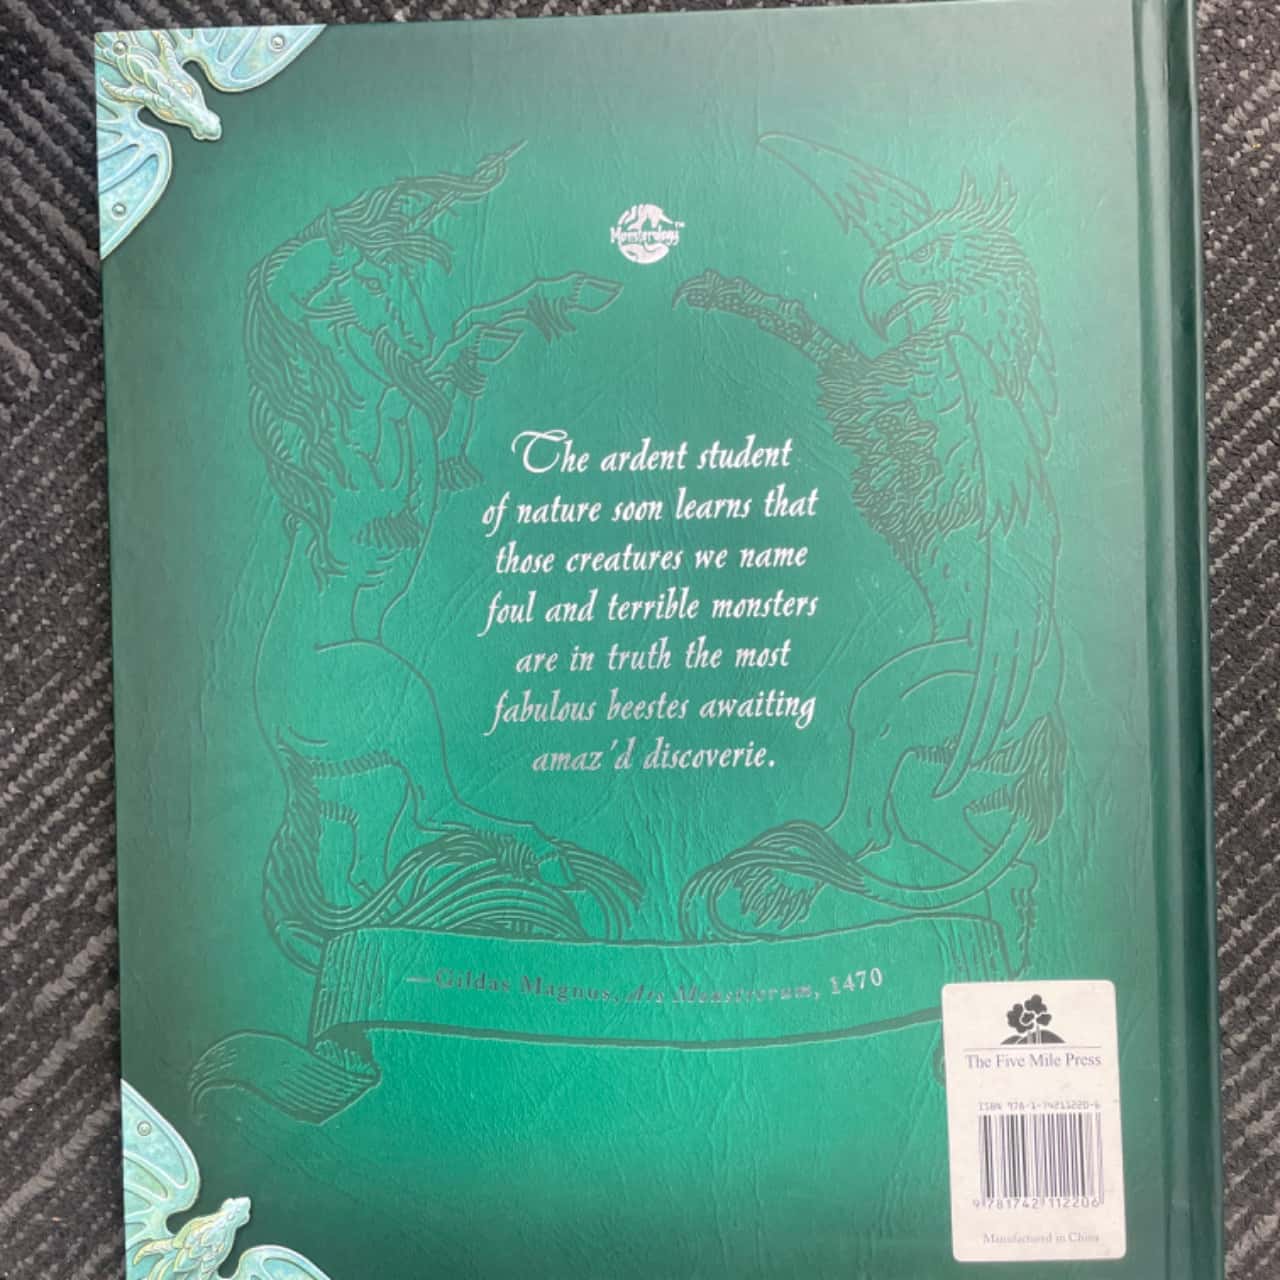 Monsterology™
The ardent student
of nature soon learns that
those creatures we name
foul and terrible monsters
are in truth the most
fabulous beestes awaiting
amaz'd discoverie.
—Gildas Magnus, Ars Monstrorum, 1470
The Five Mile Press
ISBN 978-1-74211220-6
9 781742 112206
Manufactured in China